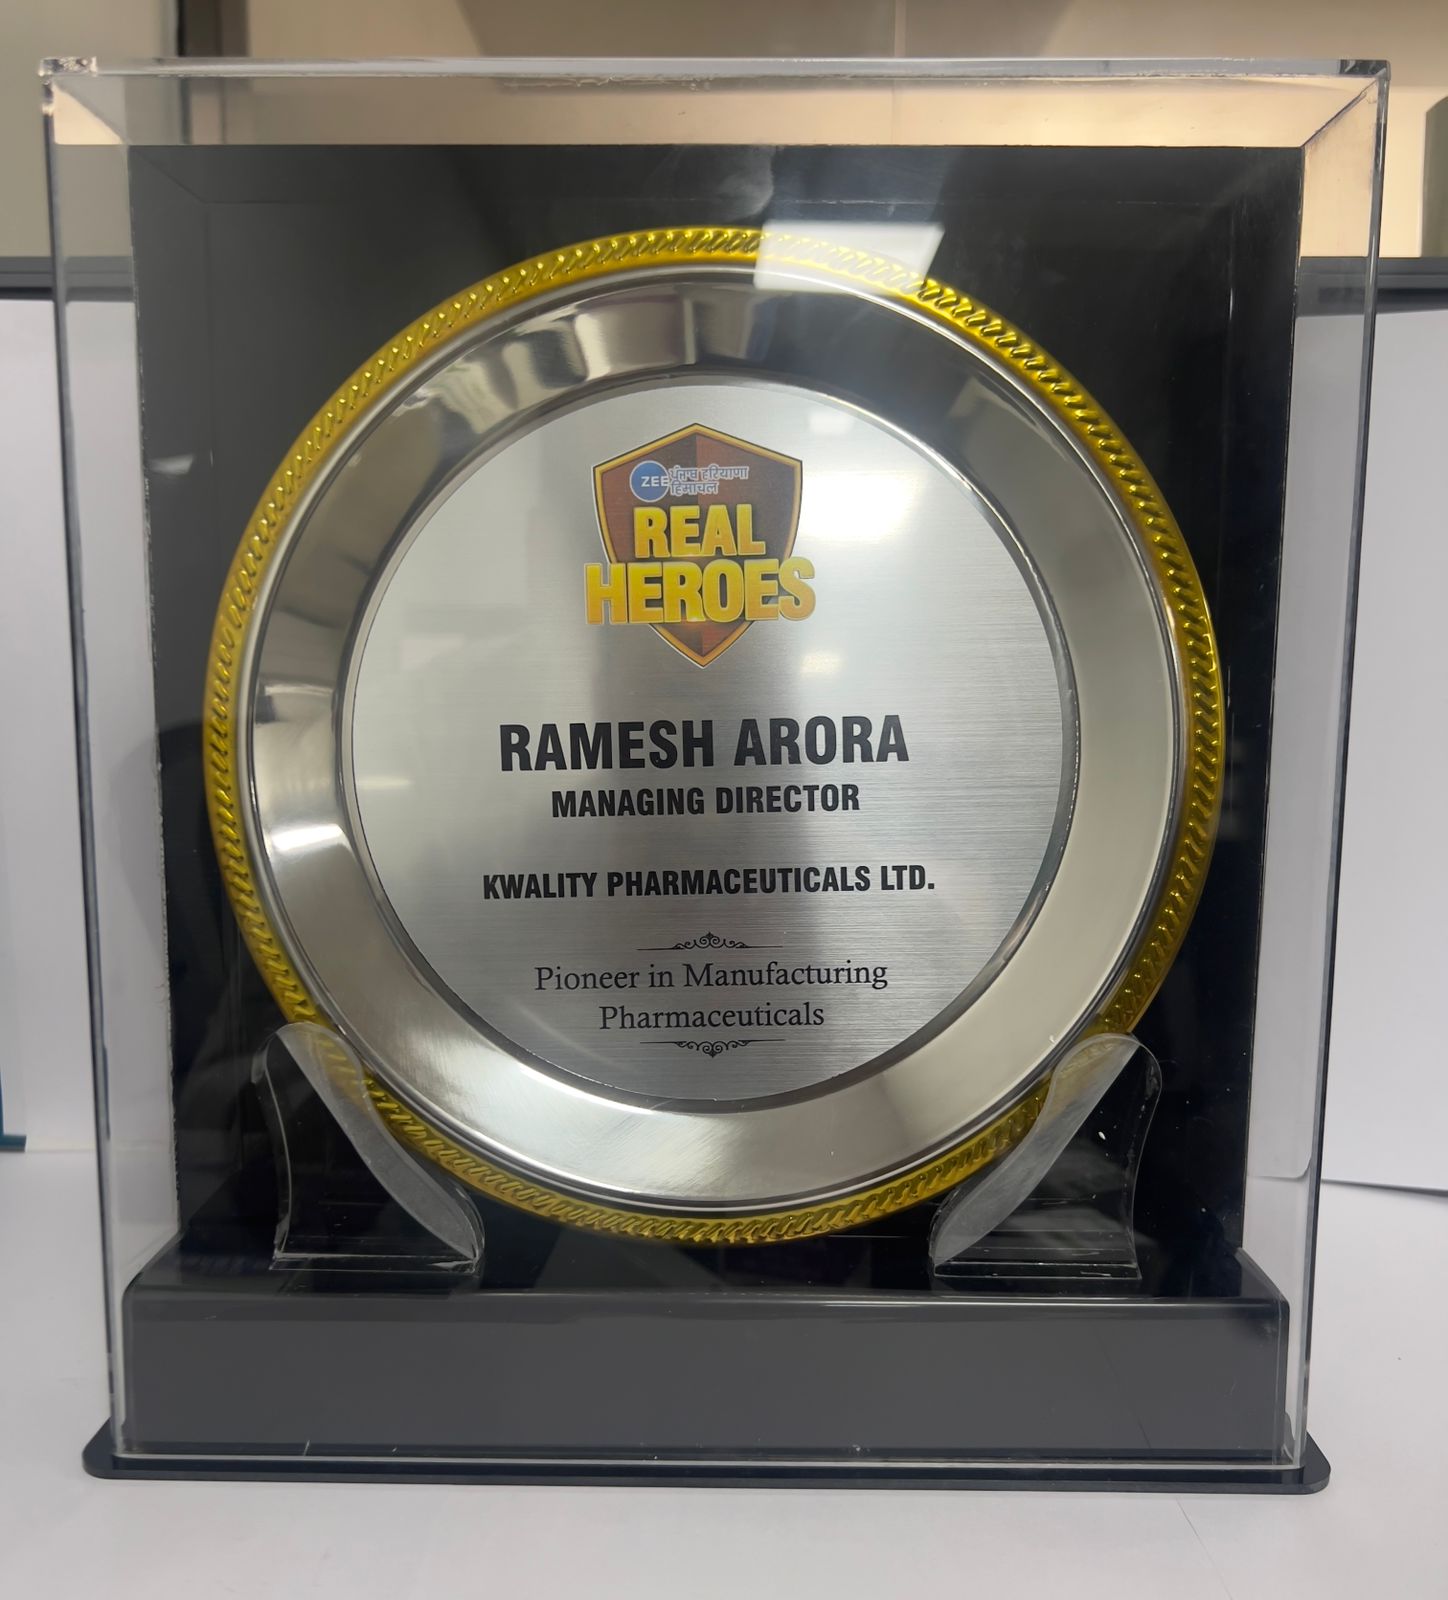 ZEE ਪੰਜਾਬ हरियाणा
हिमाचल
REAL
HEROES
RAMESH ARORA
MANAGING DIRECTOR
KWALITY PHARMACEUTICALS LTD.
Pioneer in Manufacturing
Pharmaceuticals